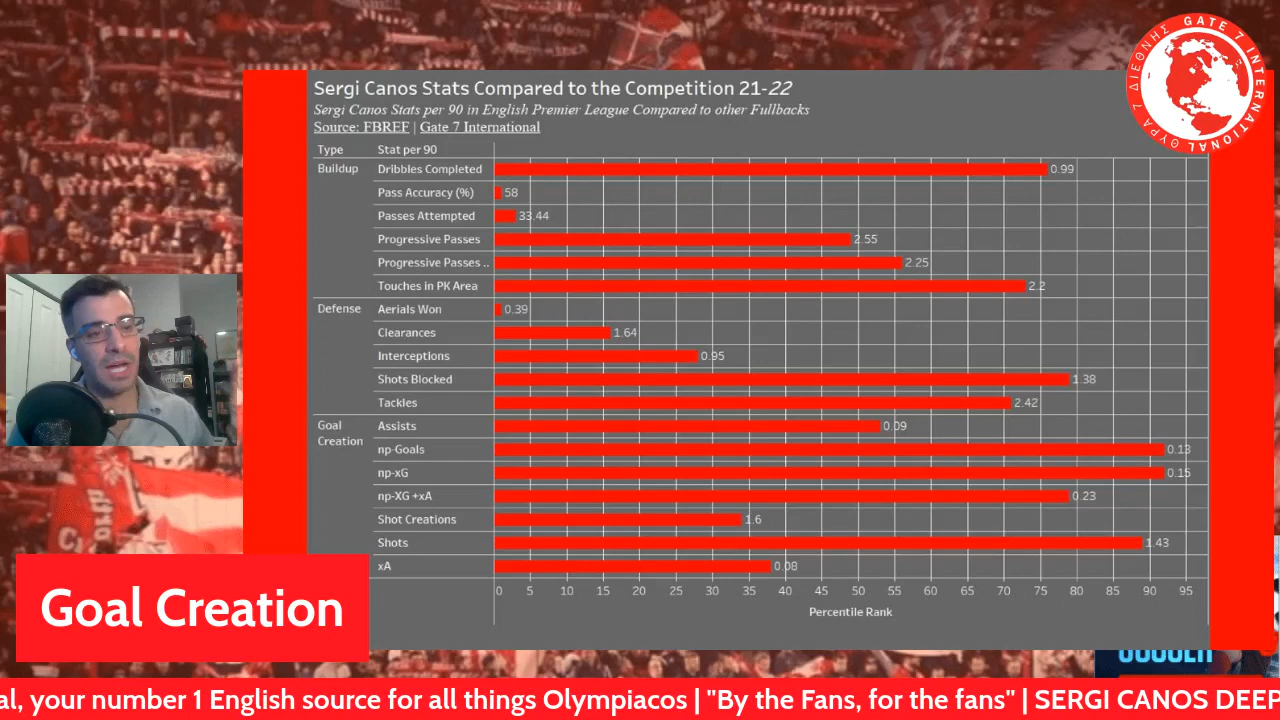 Sergi Canos Stats Compared to the Competition 21-22
Sergi Canos Stats per 90 in English Premier League Compared to other Fullbacks
Source: FBREF | Gate 7 International
Type Stat per 90
Buildup Dribbles Completed 0.99
Pass Accuracy (%) 58
Passes Attempted 33.44
Progressive Passes 2.55
Progressive Passes .. 2.25
Touches in PK Area 2.2
Defense Aerials Won 0.39
Clearances 1.64
Interceptions 0.95
Shots Blocked 1.38
Tackles 2.42
Goal Creation Assists 0.09
np-Goals 0.13
np-xG 0.15
np-XG +xA 0.23
Shot Creations 1.6
Shots 1.43
xA 0.08
0 5 10 15 20 25 30 35 40 45 50 55 60 65 70 75 80 85 90 95
Percentile Rank
GATE 7 INTERNATIONAL
ΘΥΡΑ 7 ΔΙΕΘΝΗΣ
Goal Creation
al, your number 1 English source for all things Olympiacos | "By the Fans, for the fans" | SERGI CANOS DEEP